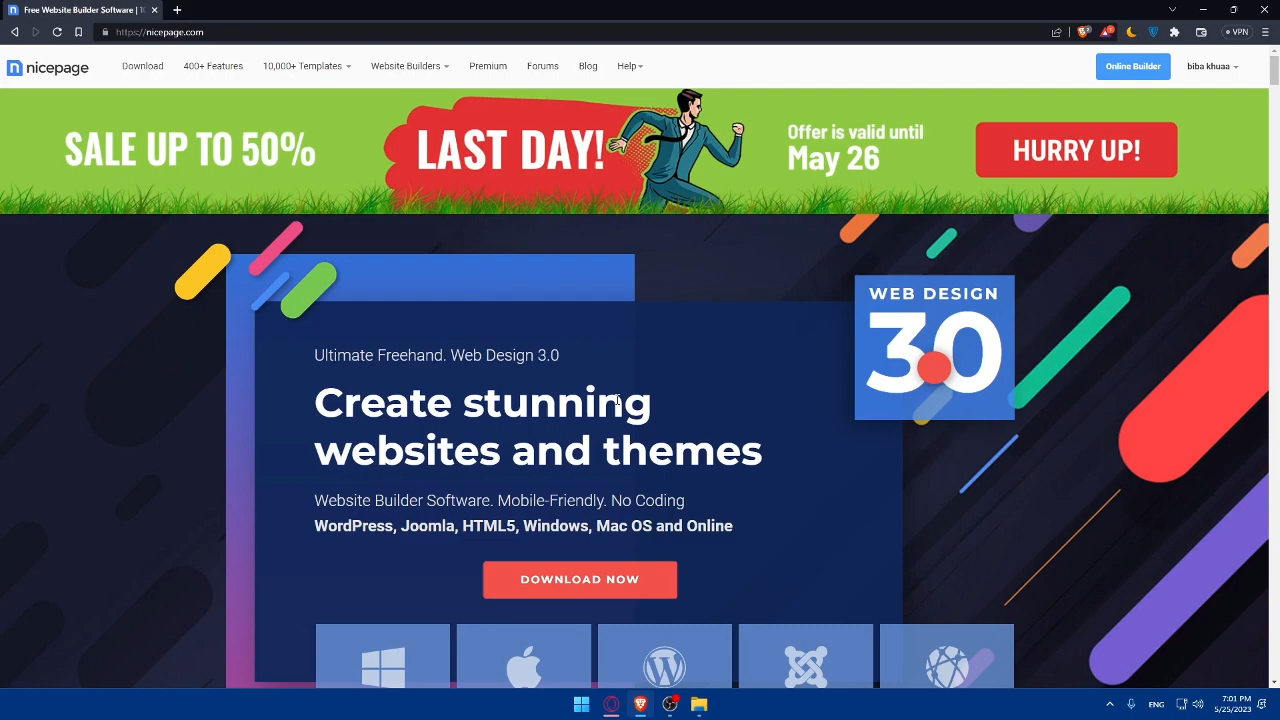 Free Website Builder Software | 10
https://nicepage.com
VPN
nicepage
Download
400+ Features
10,000+ Templates
Website Builders
Premium
Forums
Blog
Help
Online Builder
biba khuaa
SALE UP TO 50%
LAST DAY!
Offer is valid until
May 26
HURRY UP!
WEB DESIGN
30
Ultimate Freehand. Web Design 3.0
Create stunning
websites and themes
Website Builder Software. Mobile-Friendly. No Coding
WordPress, Joomla, HTML5, Windows, Mac OS and Online
DOWNLOAD NOW
ENG
7:01 PM
5/25/2023